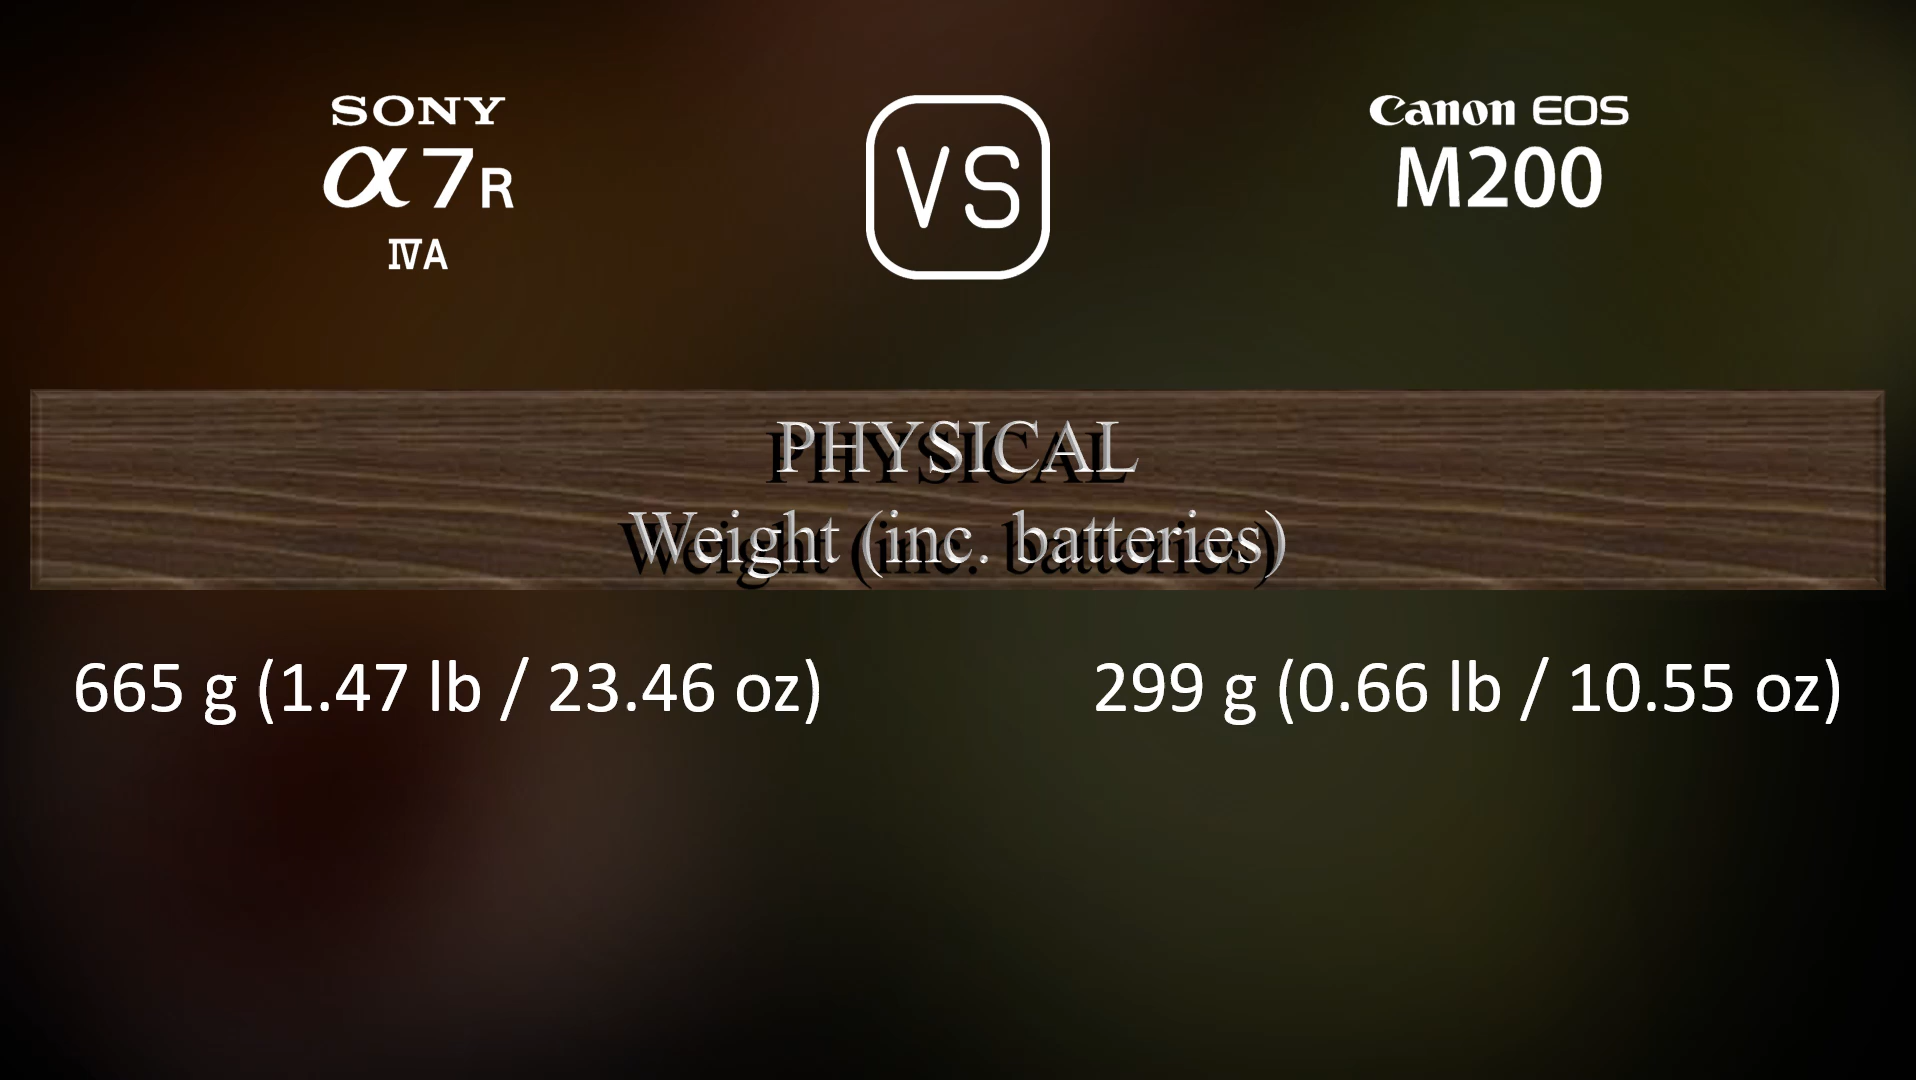 SONY
α7R
IVA
VS
Canon EOS
M200
PHYSICAL
Weight (inc. batteries)
665 g (1.47 lb / 23.46 oz)
299 g (0.66 lb / 10.55 oz)